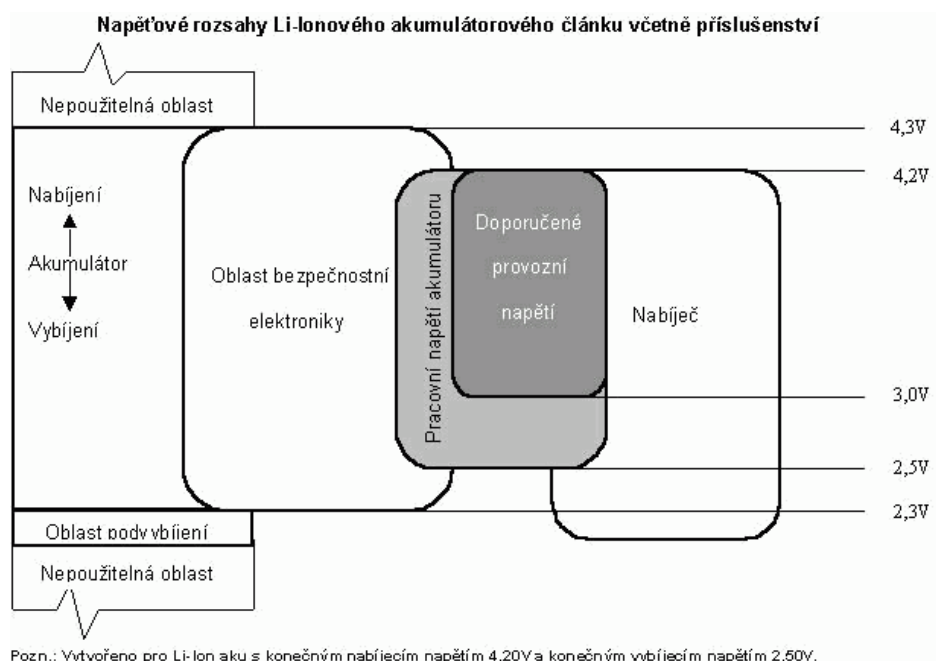 Napěťové rozsahy Li-Ionového akumulátorového článku včetně příslušenství
Nepoužitelná oblast
4,3V
4,2V
Nabíjení
Akumulátor
Vybíjení
Oblast bezpečnostní
elektroniky
Pracovní napětí akumulátoru
Doporučené
provozní
napětí
Nabíječ
3,0V
2,5V
2,3V
Oblast podvybíjení
Nepoužitelná oblast
Pozn.: Vytvořeno pro Li-Ion aku s konečným nabíjecím napětím 4,20V a konečným vybíjecím napětím 2,50V.